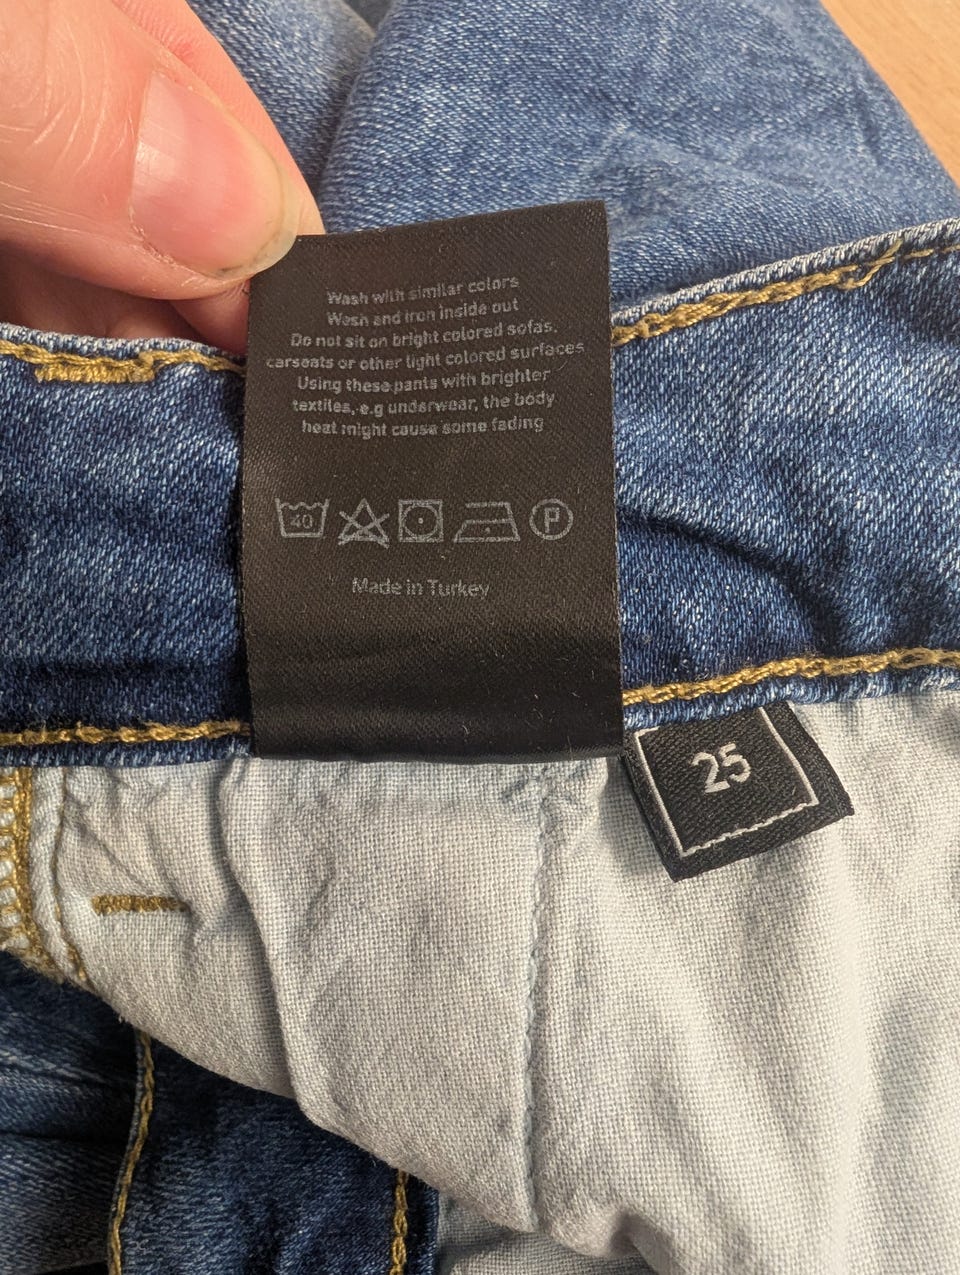 Wash with similar colors
Wash and iron inside out
Do not sit on bright colored sofas,
carseats or other light colored surfaces
Using these pants with brighter
textiles, e.g underwear, the body
heat might cause some fading
40
P
Made in Turkey
25